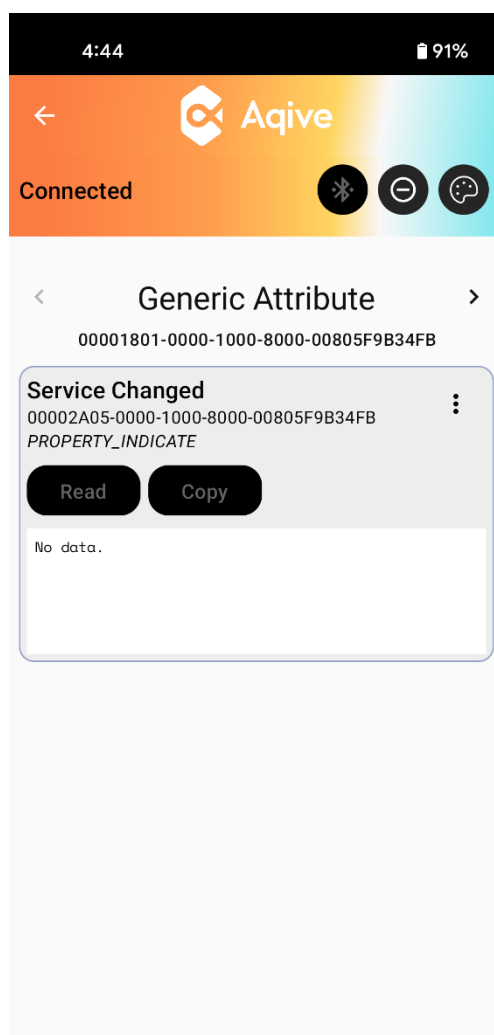 4:44 91%
Aqive
Connected
Generic Attribute
00001801-0000-1000-8000-00805F9B34FB
Service Changed
00002A05-0000-1000-8000-00805F9B34FB
PROPERTY_INDICATE
Read Copy
No data.